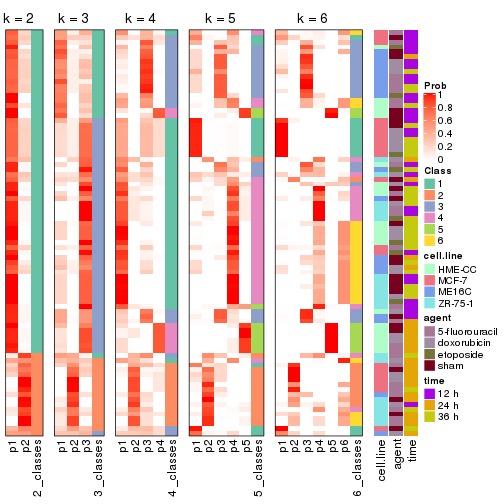 k = 2
k = 3
k = 4
k = 5
k = 6
p1
p2
2_classes
p1
p2
p3
3_classes
p1
p2
p3
p4
4_classes
p1
p2
p3
p4
p5
5_classes
p1
p2
p3
p4
p5
p6
6_classes
cell.line
agent
time
Prob
1
0.8
0.6
0.4
0.2
0
Class
1
2
3
4
5
6
cell.line
HME-CC
MCF-7
ME16C
ZR-75-1
agent
5-fluorouracil
doxorubicin
etoposide
sham
time
12 h
24 h
36 h